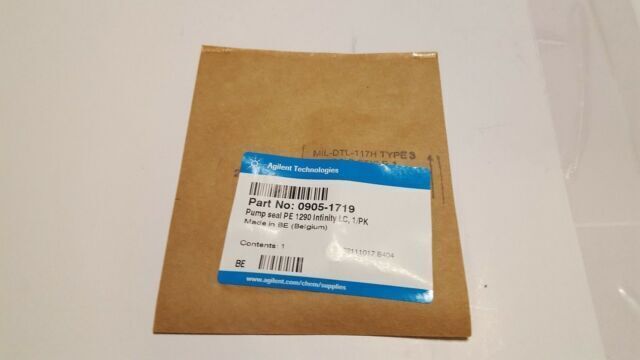 MIL-DTL-117H TYPE 3
Agilent Technologies
Part No: 0905-1719
Pump seal PE 1290 Infinity LC, 1/PK
Made in BE (Belgium)
Contents: 1
BE
www.agilent.com/chem/supplies